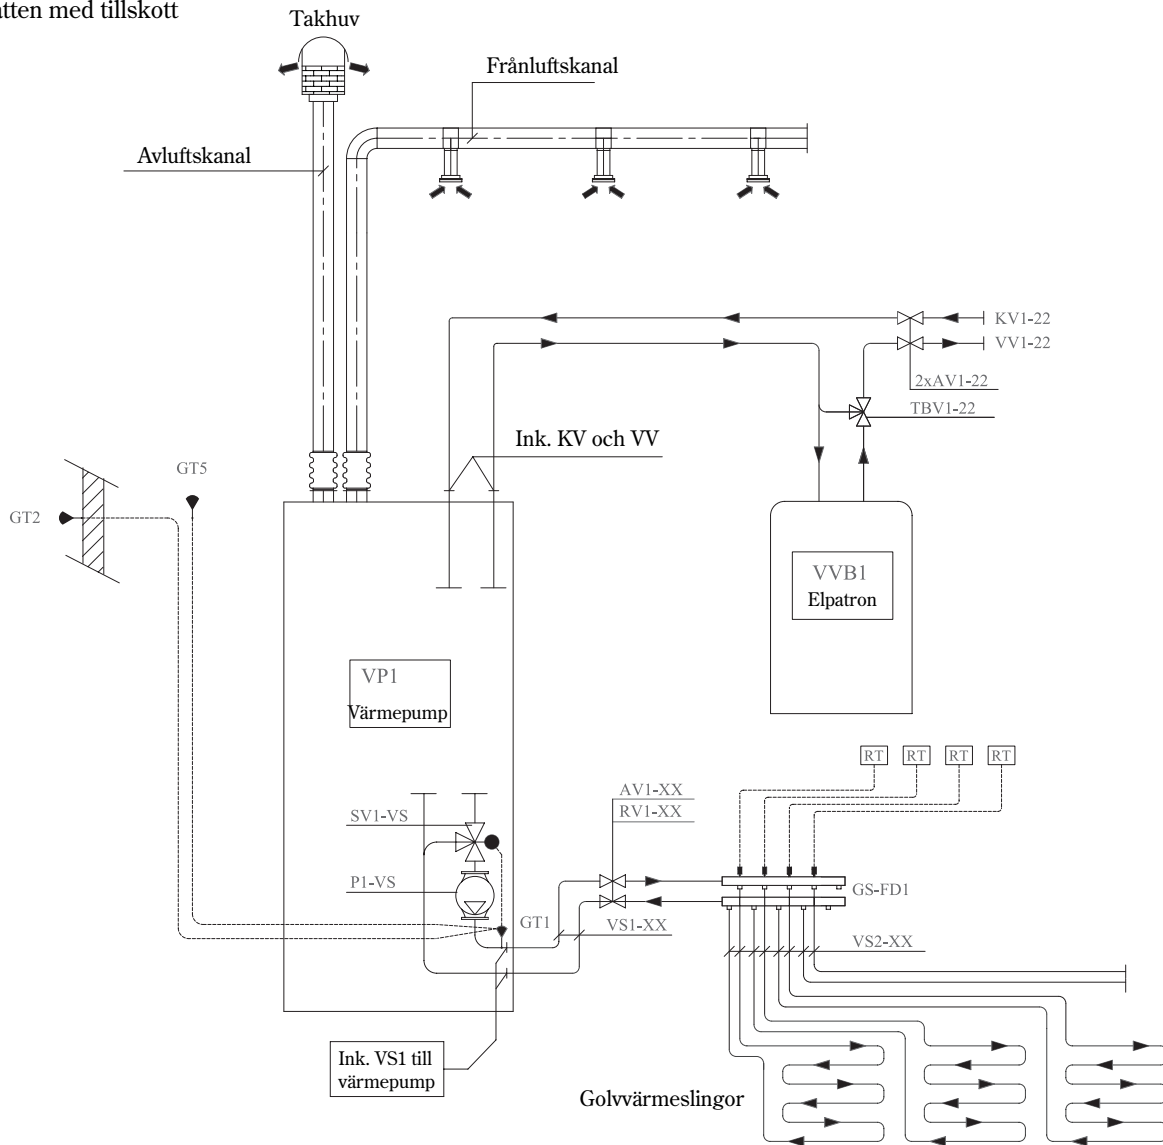 med tillskott
Takhuv
Frånluftskanal
Avluftskanal
KV1-22
VV1-22
2xAV1-22
TBV1-22
Ink. KV och VV
GT5
GT2
VVB1
Elpatron
VP1
Värmepump
RT RT RT RT
AV1-XX
RV1-XX
SV1-VS
P1-VS
GS-FD1
GT1
VS1-XX
VS2-XX
Ink. VS1 till
värmepump
Golvvärmeslingor